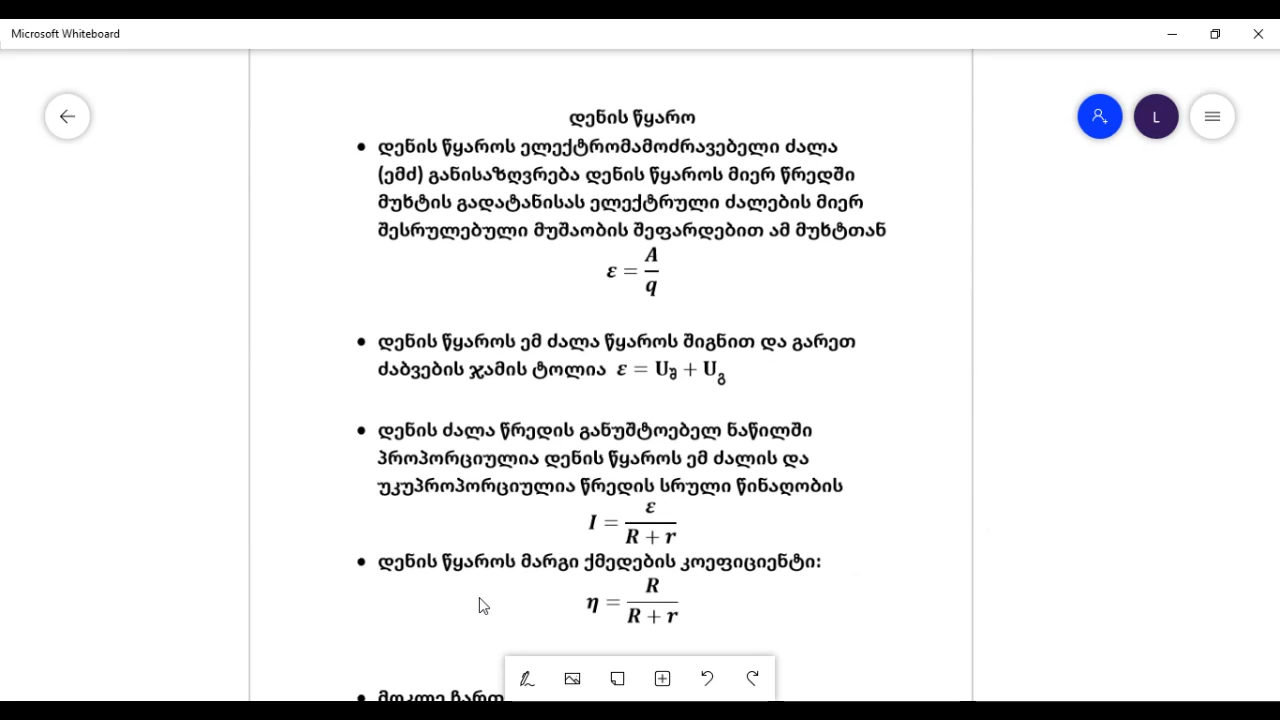 Microsoft Whiteboard
L
დენის წყარო
• დენის წყაროს ელექტრომამოძრავებელი ძალა
(ემძ) განისაზღვრება დენის წყაროს მიერ წრედში
მუხტის გადატანისას ელექტრული ძალების მიერ
შესრულებული მუშაობის შეფარდებით ამ მუხტთან
ε = A/q
• დენის წყაროს ემ ძალა წყაროს შიგნით და გარეთ
ძაბვების ჯამის ტოლია ε = Uშ + Uგ
• დენის ძალა წრედის განუშტოებელ ნაწილში
პროპორციულია დენის წყაროს ემ ძალის და
უკუპროპორციულია წრედის სრული წინაღობის
I = ε/(R + r)
• დენის წყაროს მარგი ქმედების კოეფიციენტი:
η = R/(R + r)
• მოკლე